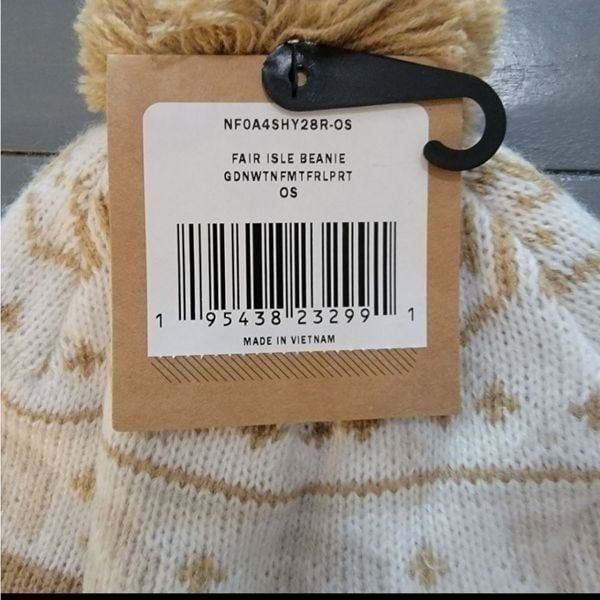 NF0A4SHY28R-OS
FAIR ISLE BEANIE
GDNWTNFMTFRLPRT
OS
1 95438 23299 1
MADE IN VIETNAM